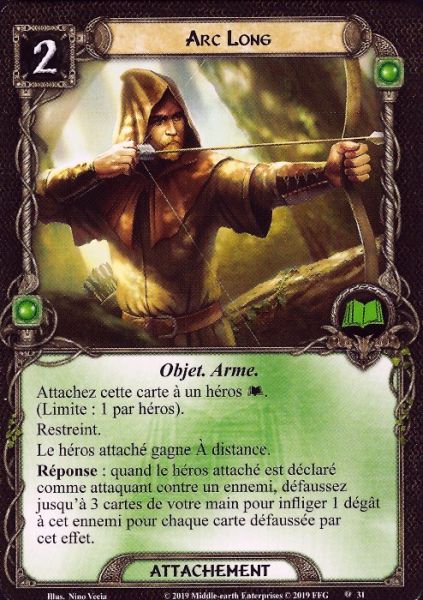 2
ARC LONG
Objet. Arme.
Attachez cette carte à un héros .
(Limite : 1 par héros).
Restreint.
Le héros attaché gagne À distance.
Réponse : quand le héros attaché est déclaré
comme attaquant contre un ennemi, défaussez
jusqu'à 3 cartes de votre main pour infliger 1 dégât
à cet ennemi pour chaque carte défaussée par
cet effet.
ATTACHEMENT
Illus. Nino Vecia © 2019 Middle-earth Enterprises © 2019 FFG 31